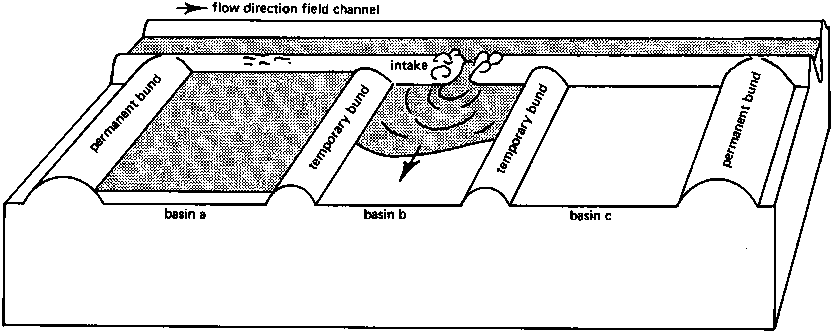 flow direction field channel
intake
permanent bund
temporary bund
temporary bund
permanent bund
basin a
basin b
basin c